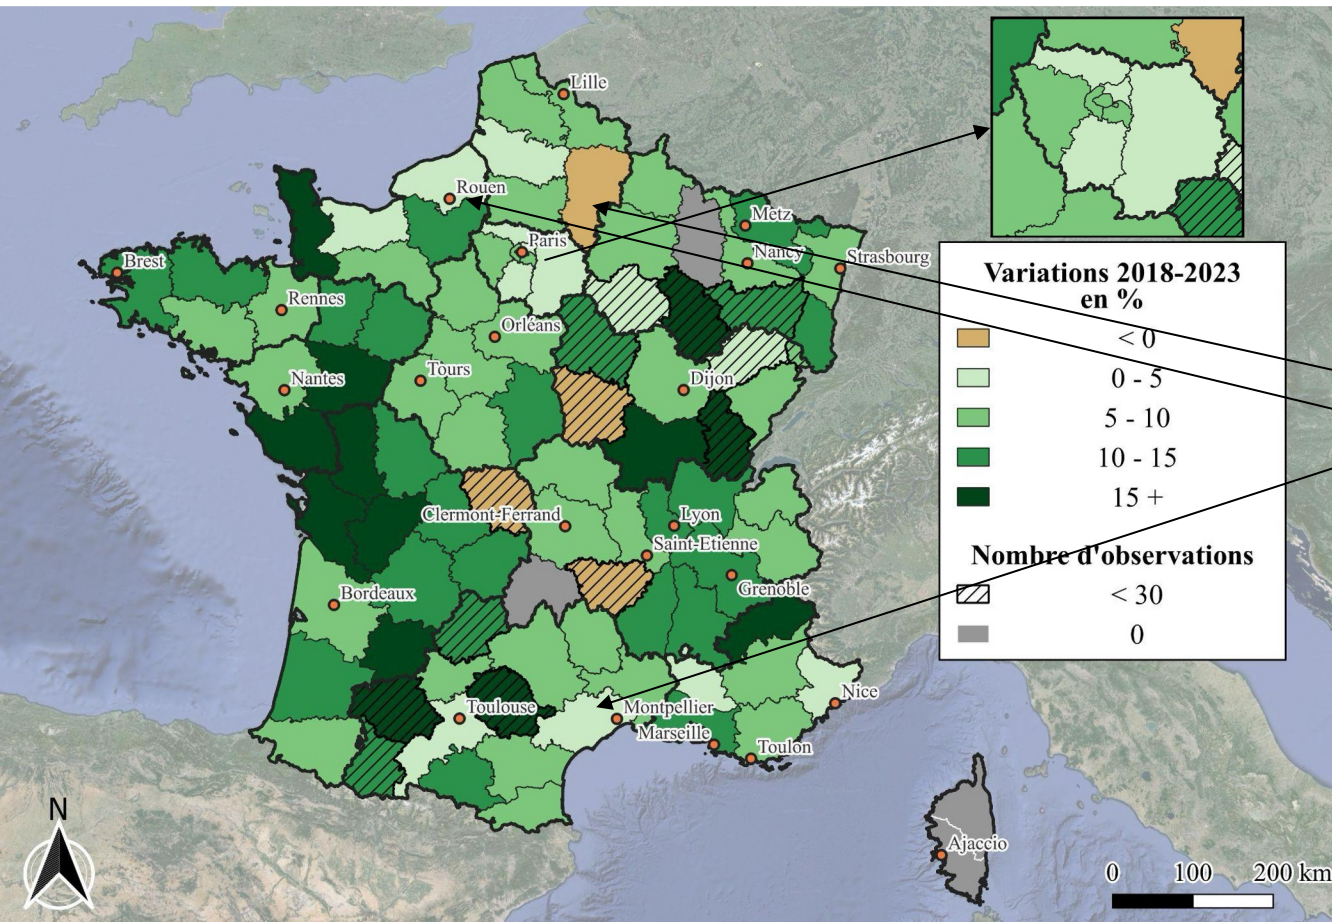 Lille
Rouen
Metz
Paris
Nancy
Strasbourg
Brest
Rennes
Orléans
Nantes
Tours
Dijon
Clermont-Ferrand
Lyon
Saint-Etienne
Grenoble
Bordeaux
Toulouse
Montpellier
Nice
Marseille
Toulon
Ajaccio
N
Variations 2018-2023
en %
< 0
0 - 5
5 - 10
10 - 15
15 +
Nombre d'observations
< 30
0
0 100 200 km